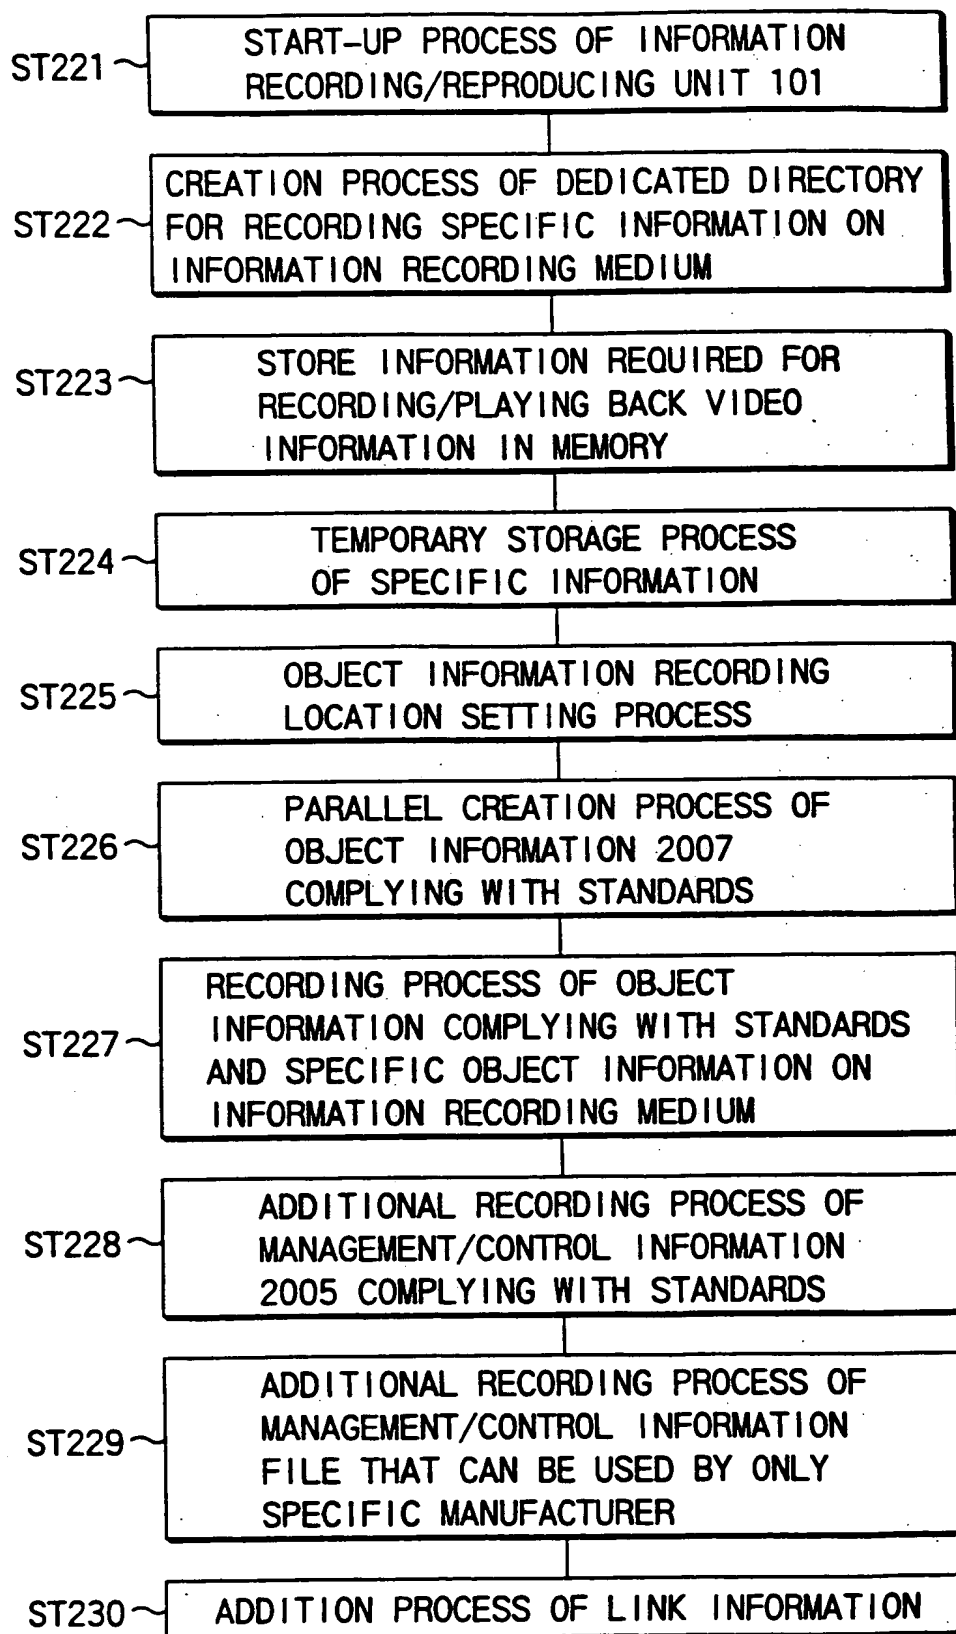 ST221
START-UP PROCESS OF INFORMATION
RECORDING/REPRODUCING UNIT 101
ST222
CREATION PROCESS OF DEDICATED DIRECTORY
FOR RECORDING SPECIFIC INFORMATION ON
INFORMATION RECORDING MEDIUM
ST223
STORE INFORMATION REQUIRED FOR
RECORDING/PLAYING BACK VIDEO
INFORMATION IN MEMORY
ST224
TEMPORARY STORAGE PROCESS
OF SPECIFIC INFORMATION
ST225
OBJECT INFORMATION RECORDING
LOCATION SETTING PROCESS
ST226
PARALLEL CREATION PROCESS OF
OBJECT INFORMATION 2007
COMPLYING WITH STANDARDS
ST227
RECORDING PROCESS OF OBJECT
INFORMATION COMPLYING WITH STANDARDS
AND SPECIFIC OBJECT INFORMATION ON
INFORMATION RECORDING MEDIUM
ST228
ADDITIONAL RECORDING PROCESS OF
MANAGEMENT/CONTROL INFORMATION
2005 COMPLYING WITH STANDARDS
ST229
ADDITIONAL RECORDING PROCESS OF
MANAGEMENT/CONTROL INFORMATION
FILE THAT CAN BE USED BY ONLY
SPECIFIC MANUFACTURER
ST230
ADDITION PROCESS OF LINK INFORMATION